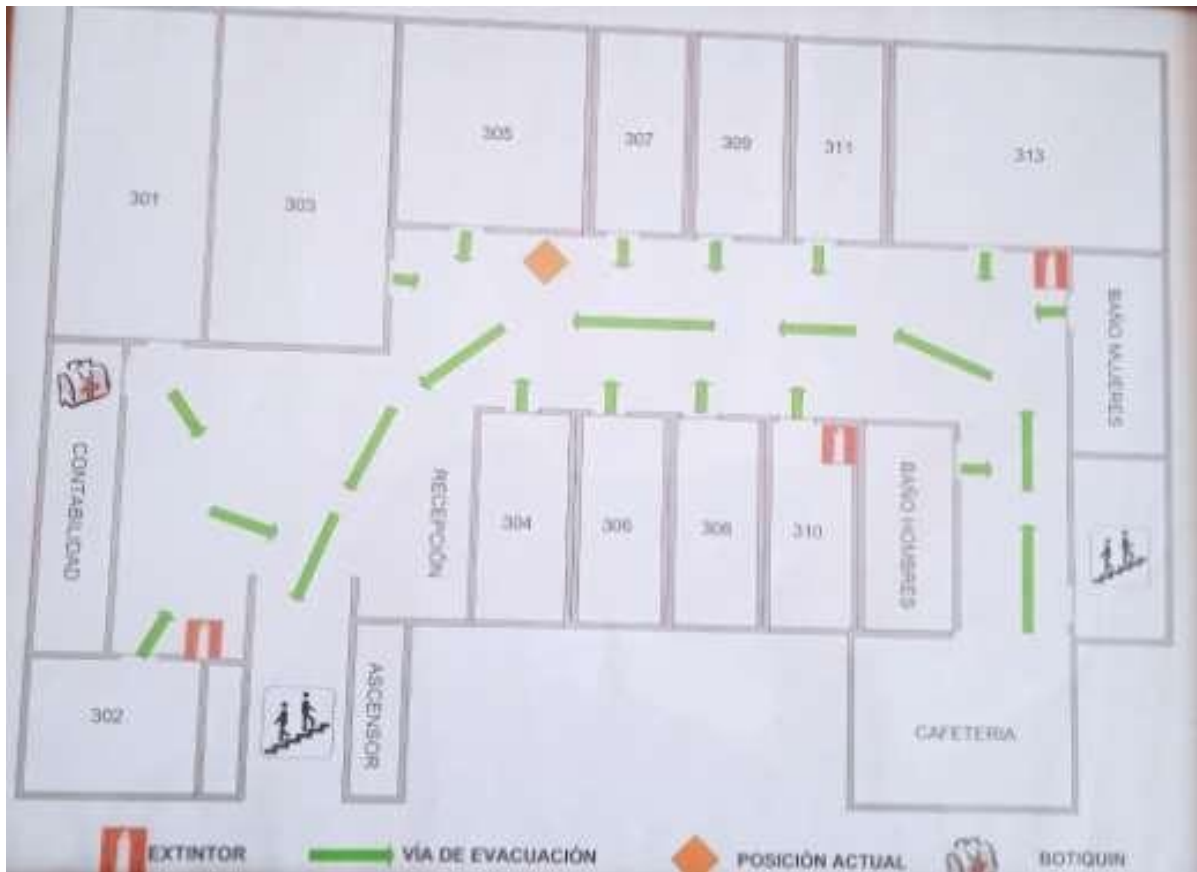 305
307
309
311
313
301
303
BAÑO MUJERES
CONTABILIDAD
RECEPCIÓN
304
306
308
310
BAÑO HOMBRES
302
ASCENSOR
CAFETERIA
EXTINTOR
VÍA DE EVACUACIÓN
POSICIÓN ACTUAL
BOTIQUIN